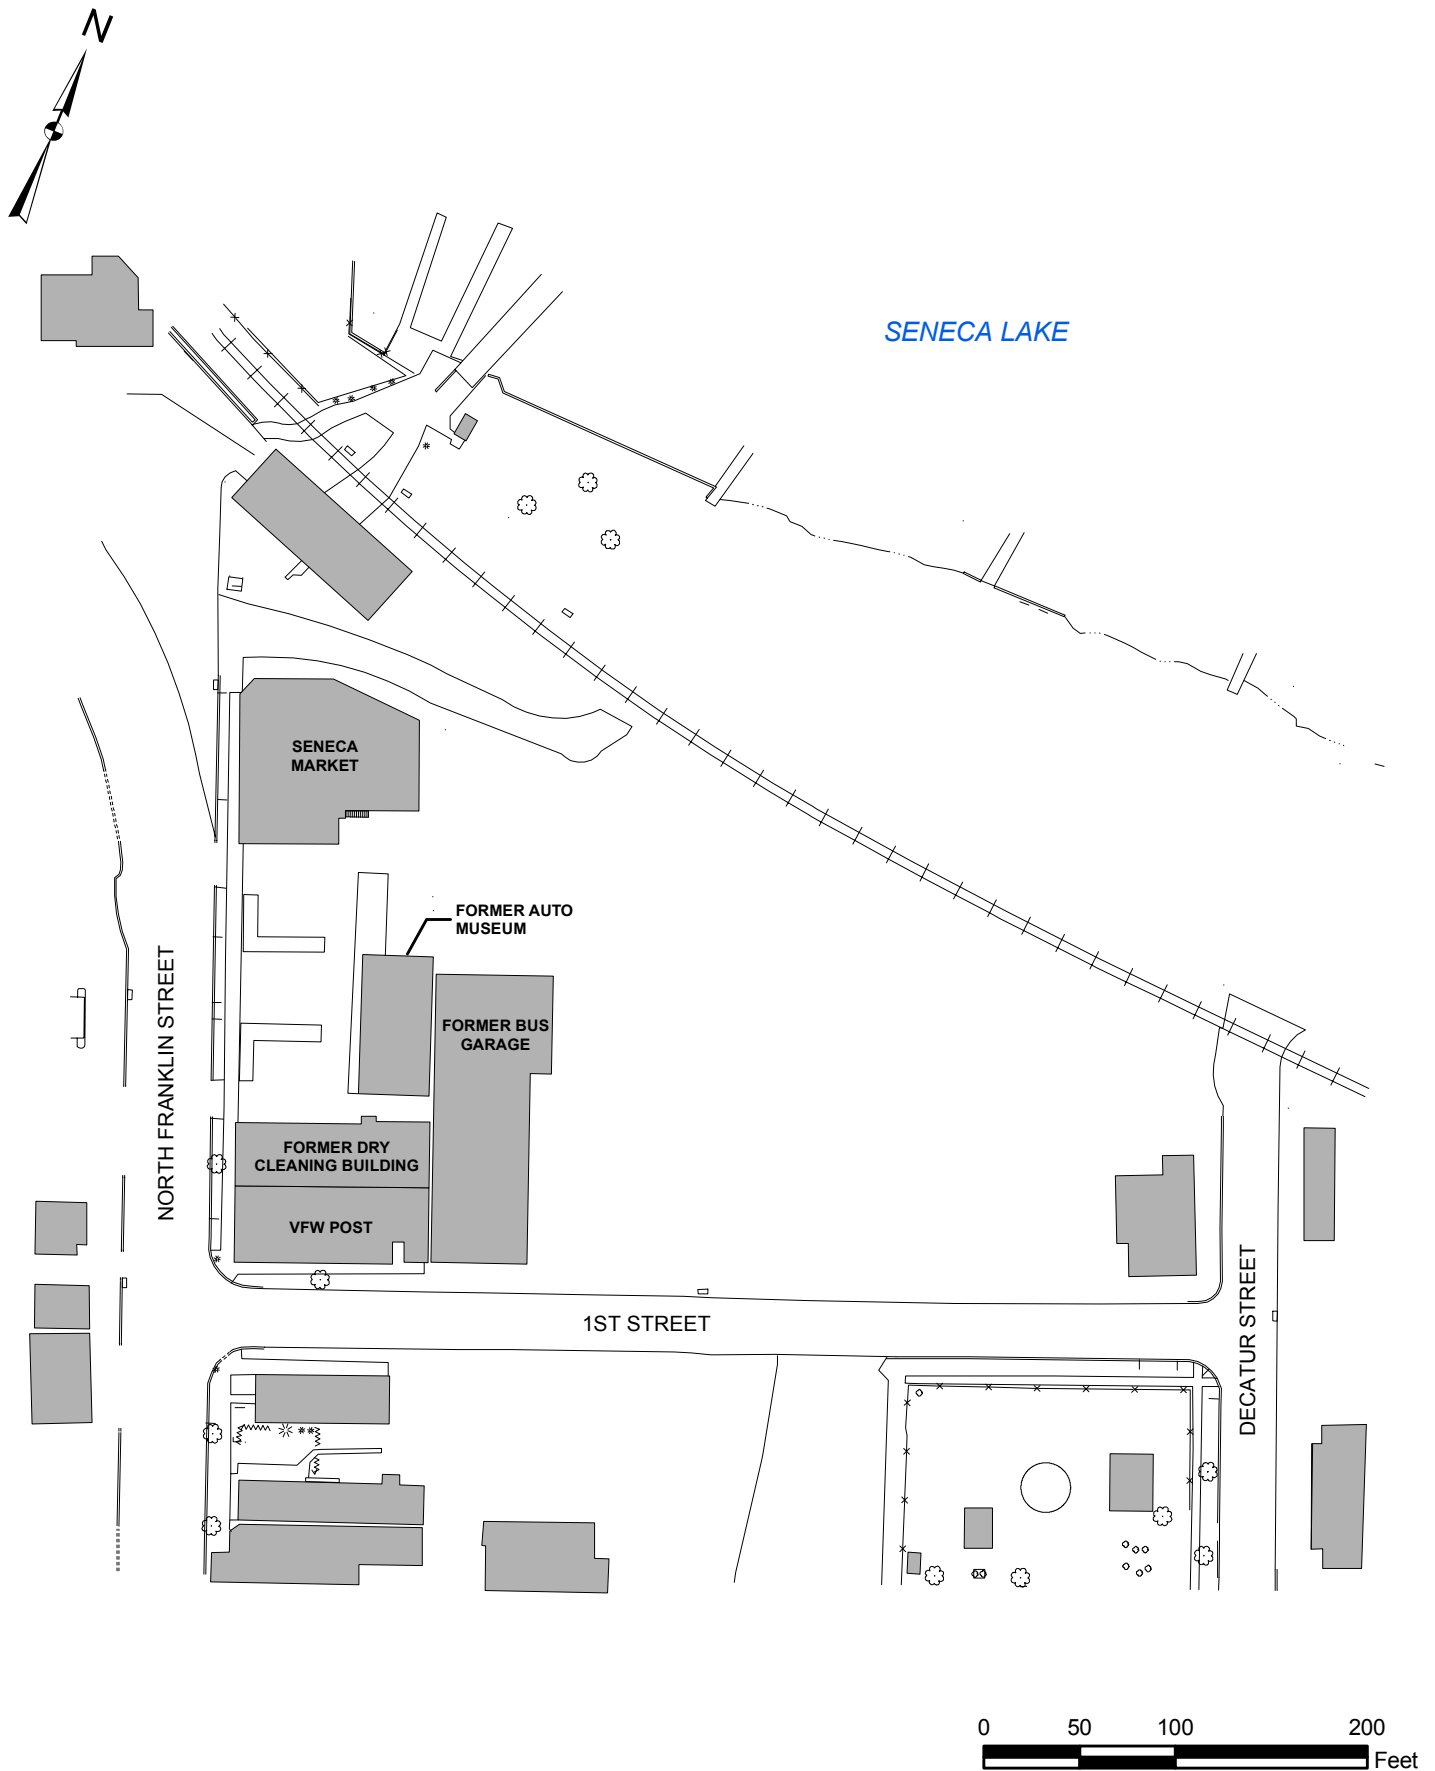 N
SENECA LAKE
SENECA
MARKET
FORMER AUTO
MUSEUM
FORMER BUS
GARAGE
NORTH FRANKLIN STREET
FORMER DRY
CLEANING BUILDING
VFW POST
1ST STREET
DECATUR STREET
0 50 100 200
Feet